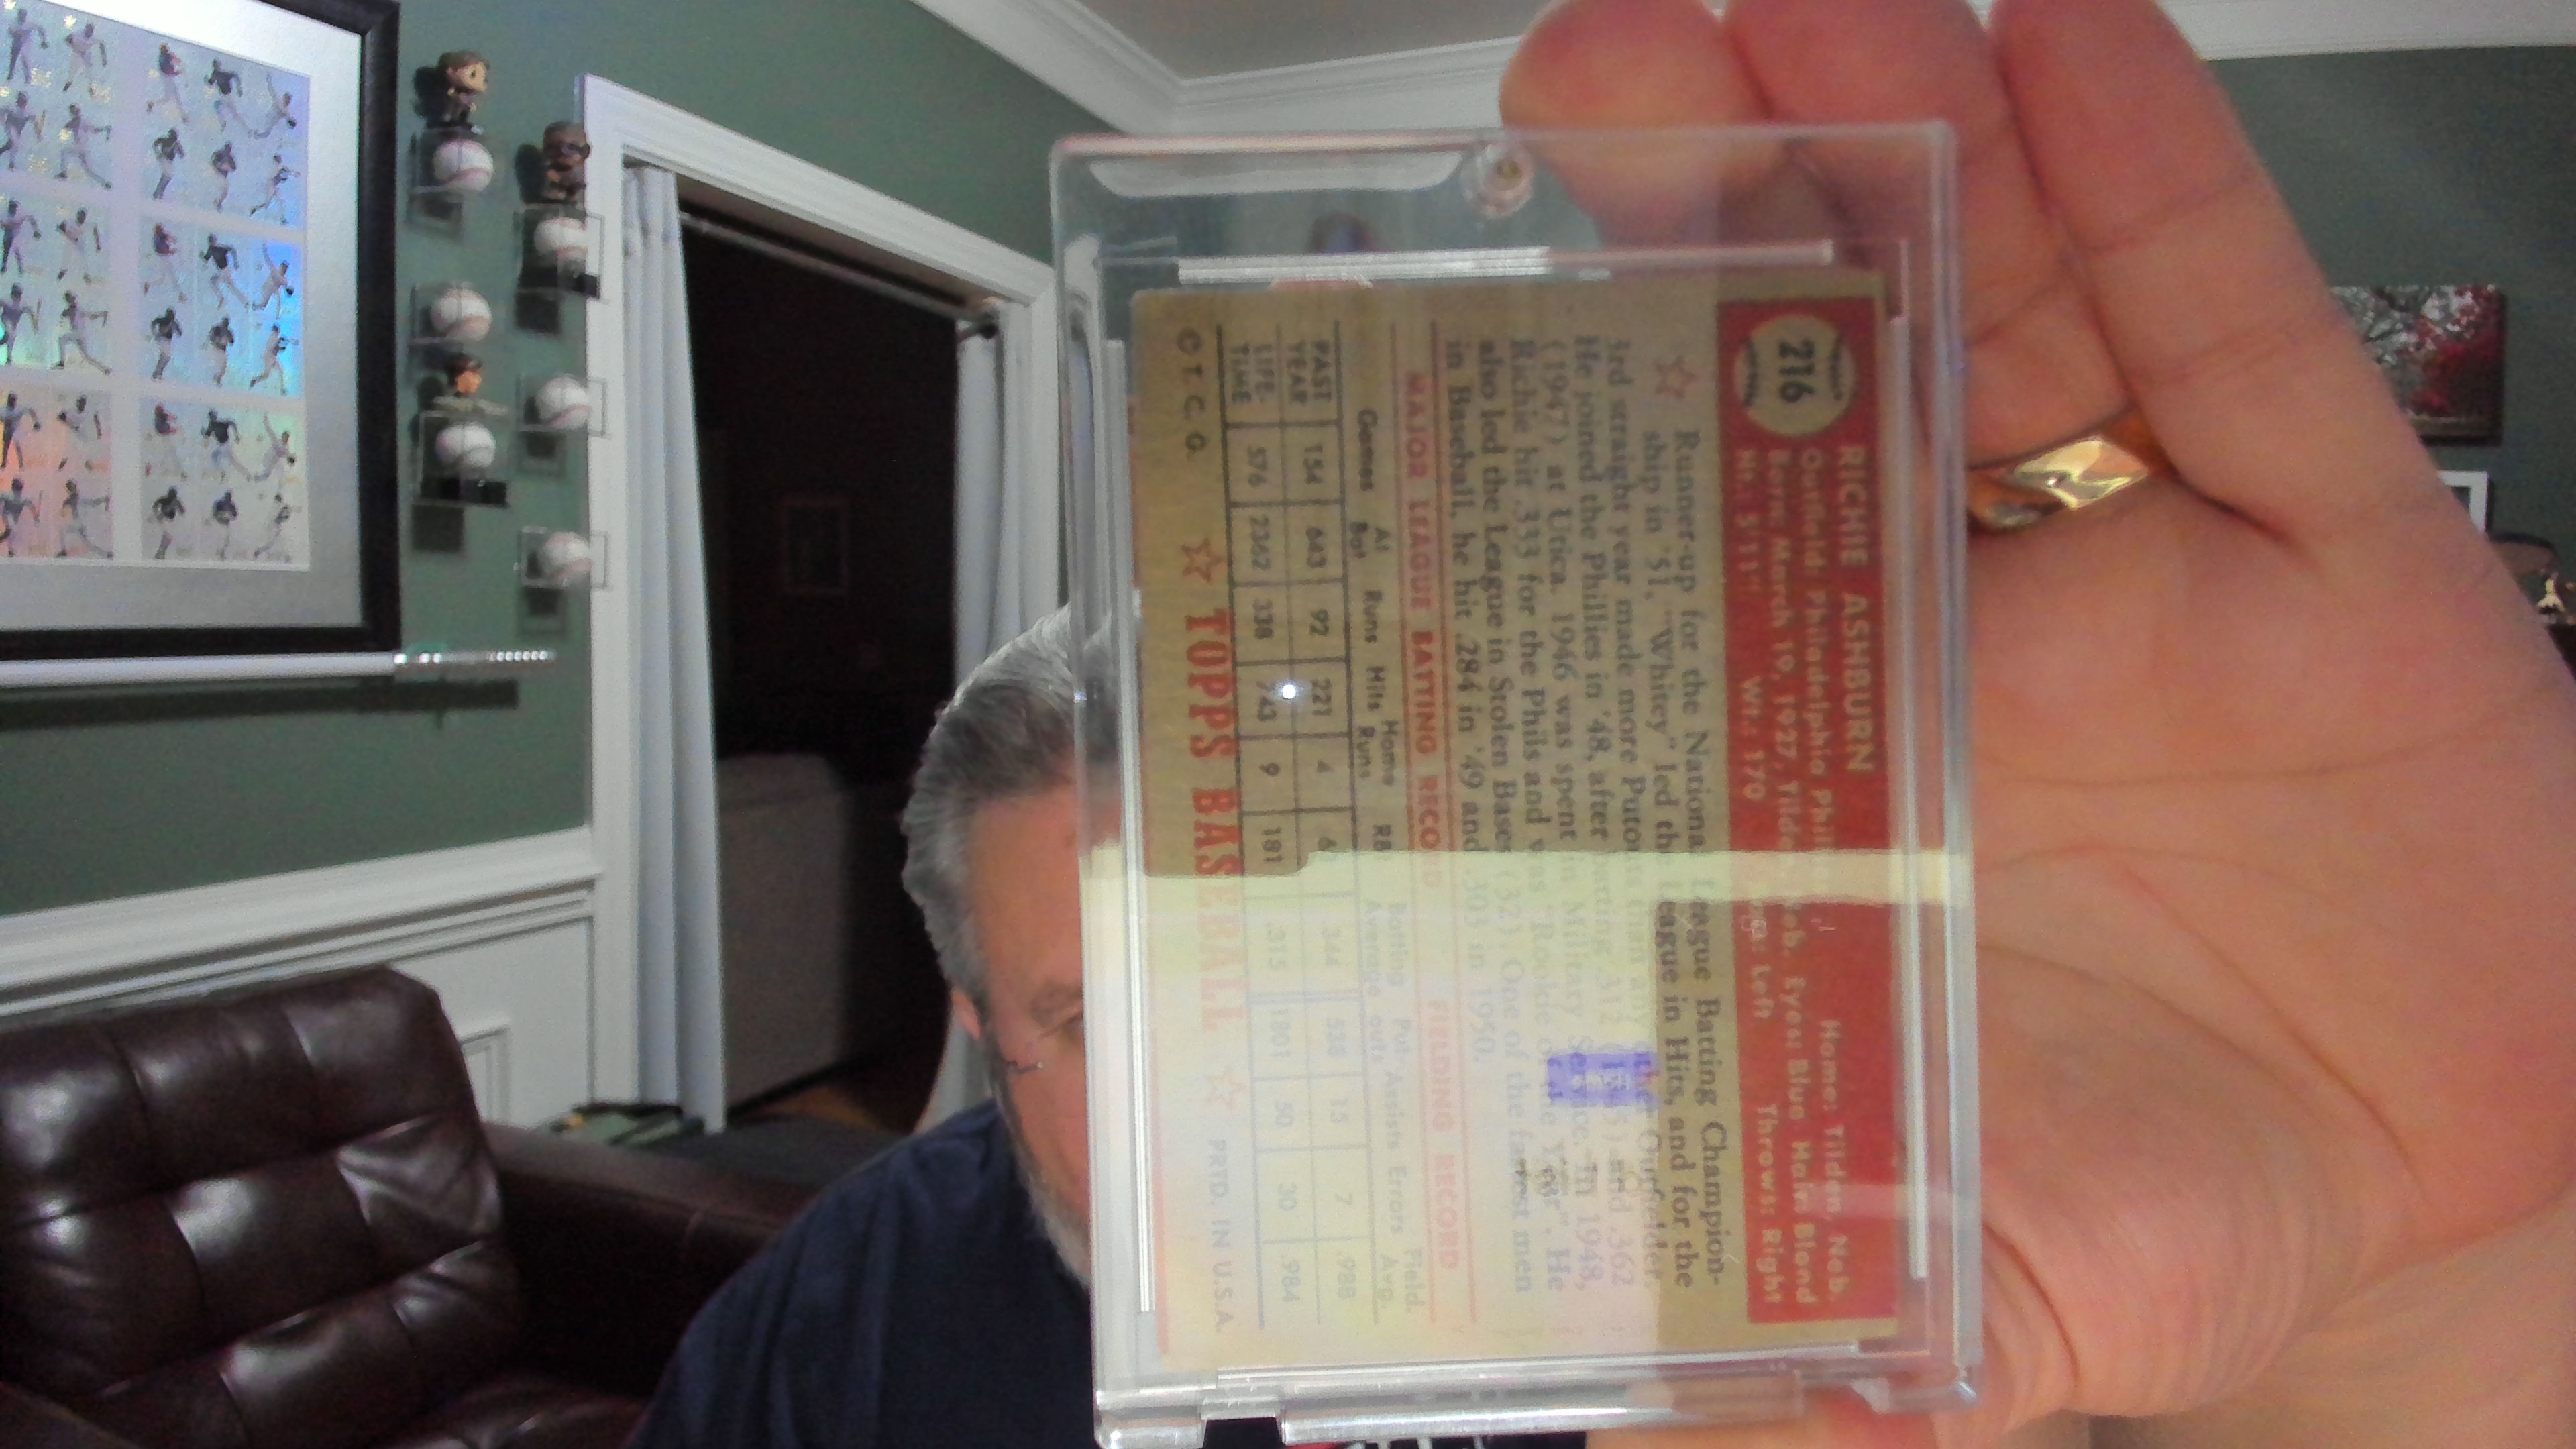 216
RICHIE ASHBURN Home: Tilden, Neb.
Outfield: Philadelphia Eyes: Blue Hair: Blond
Born: March 19, 1927, Neb.
Ht.: 5'11" Wt.: 170 Left Throws: Right
Runner-up for the National League Batting Champion-
ship in '51, "Whitey" led the League in Hits, and for the
3rd straight year made more Putouts than any other Outfielder.
He joined the Phillies in '48, after batting .312 and .362
(1947) at Utica. 1946 was spent in Military Service. In 1948,
Richie hit .333 for the Phils and was "Rookie of the Year". He
also led the League in Stolen Bases (32). One of the fastest men
in Baseball, he hit .284 in '49 and .303 in 1950.
MAJOR LEAGUE BATTING RECORD FIELDING RECORD
Games At Bat Runs Hits Home Runs RB Batting Average Put-outs Assists Errors Field. Avg.
PAST YEAR 154 643 92 221 4 .344 538 15 7 .988
LIFE-TIME 576 2362 338 743 9 181 .315 1801 50 30 .984
© T. C. G. TOPPS BASEBALL PRTD. IN U.S.A.